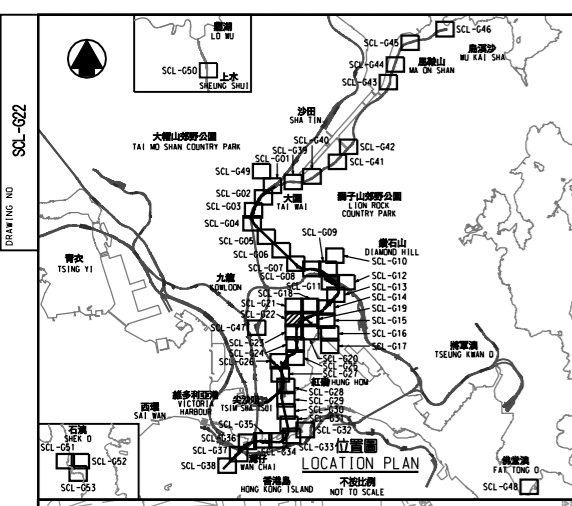 DRAWING NO
SCL-G22
羅湖
LO WU
SCL-G50
上水
SHEUNG SHUI
SCL-G46
SCL-G45
烏溪沙
WU KAI SHA
SCL-G44
馬鞍山
MA ON SHAN
SCL-G43
沙田
SHA TIN
大帽山郊野公園
TAI MO SHAN COUNTRY PARK
SCL-G40
SCL-G39
SCL-G42
SCL-G41
SCL-G49
SCL-G01
SCL-G02
大圍
TAI WAI
SCL-G03
SCL-G04
獅子山郊野公園
LION ROCK
COUNTRY PARK
SCL-G05
SCL-G06
SCL-G07
SCL-G08
SCL-G09
鑽石山
DIAMOND HILL
SCL-G10
SCL-G11
SCL-G12
SCL-G13
SCL-G14
青衣
TSING YI
九龍
KOWLOON
SCL-G18
SCL-G21
SCL-G19
SCL-G22
SCL-G15
SCL-G47
SCL-G16
SCL-G23
SCL-G17
SCL-G24
SCL-G20
SCL-G25
SCL-G26
SCL-G27
將軍澳
TSEUNG KWAN O
紅磡
HUNG HOM
SCL-G28
SCL-G29
SCL-G30
維多利亞港
VICTORIA
HARBOUR
尖沙咀
TSIM SHA TSUI
西環
SAI WAN
SCL-G32
SCL-G33
SCL-G34
SCL-G35
SCL-G36
SCL-G37
SCL-G38
灣仔
WAN CHAI
香港島
HONG KONG ISLAND
位置圖
LOCATION PLAN
不按比例
NOT TO SCALE
石澳
SHEK O
SCL-G51
SCL-G52
SCL-G53
FAT TONG O
SCL-G48